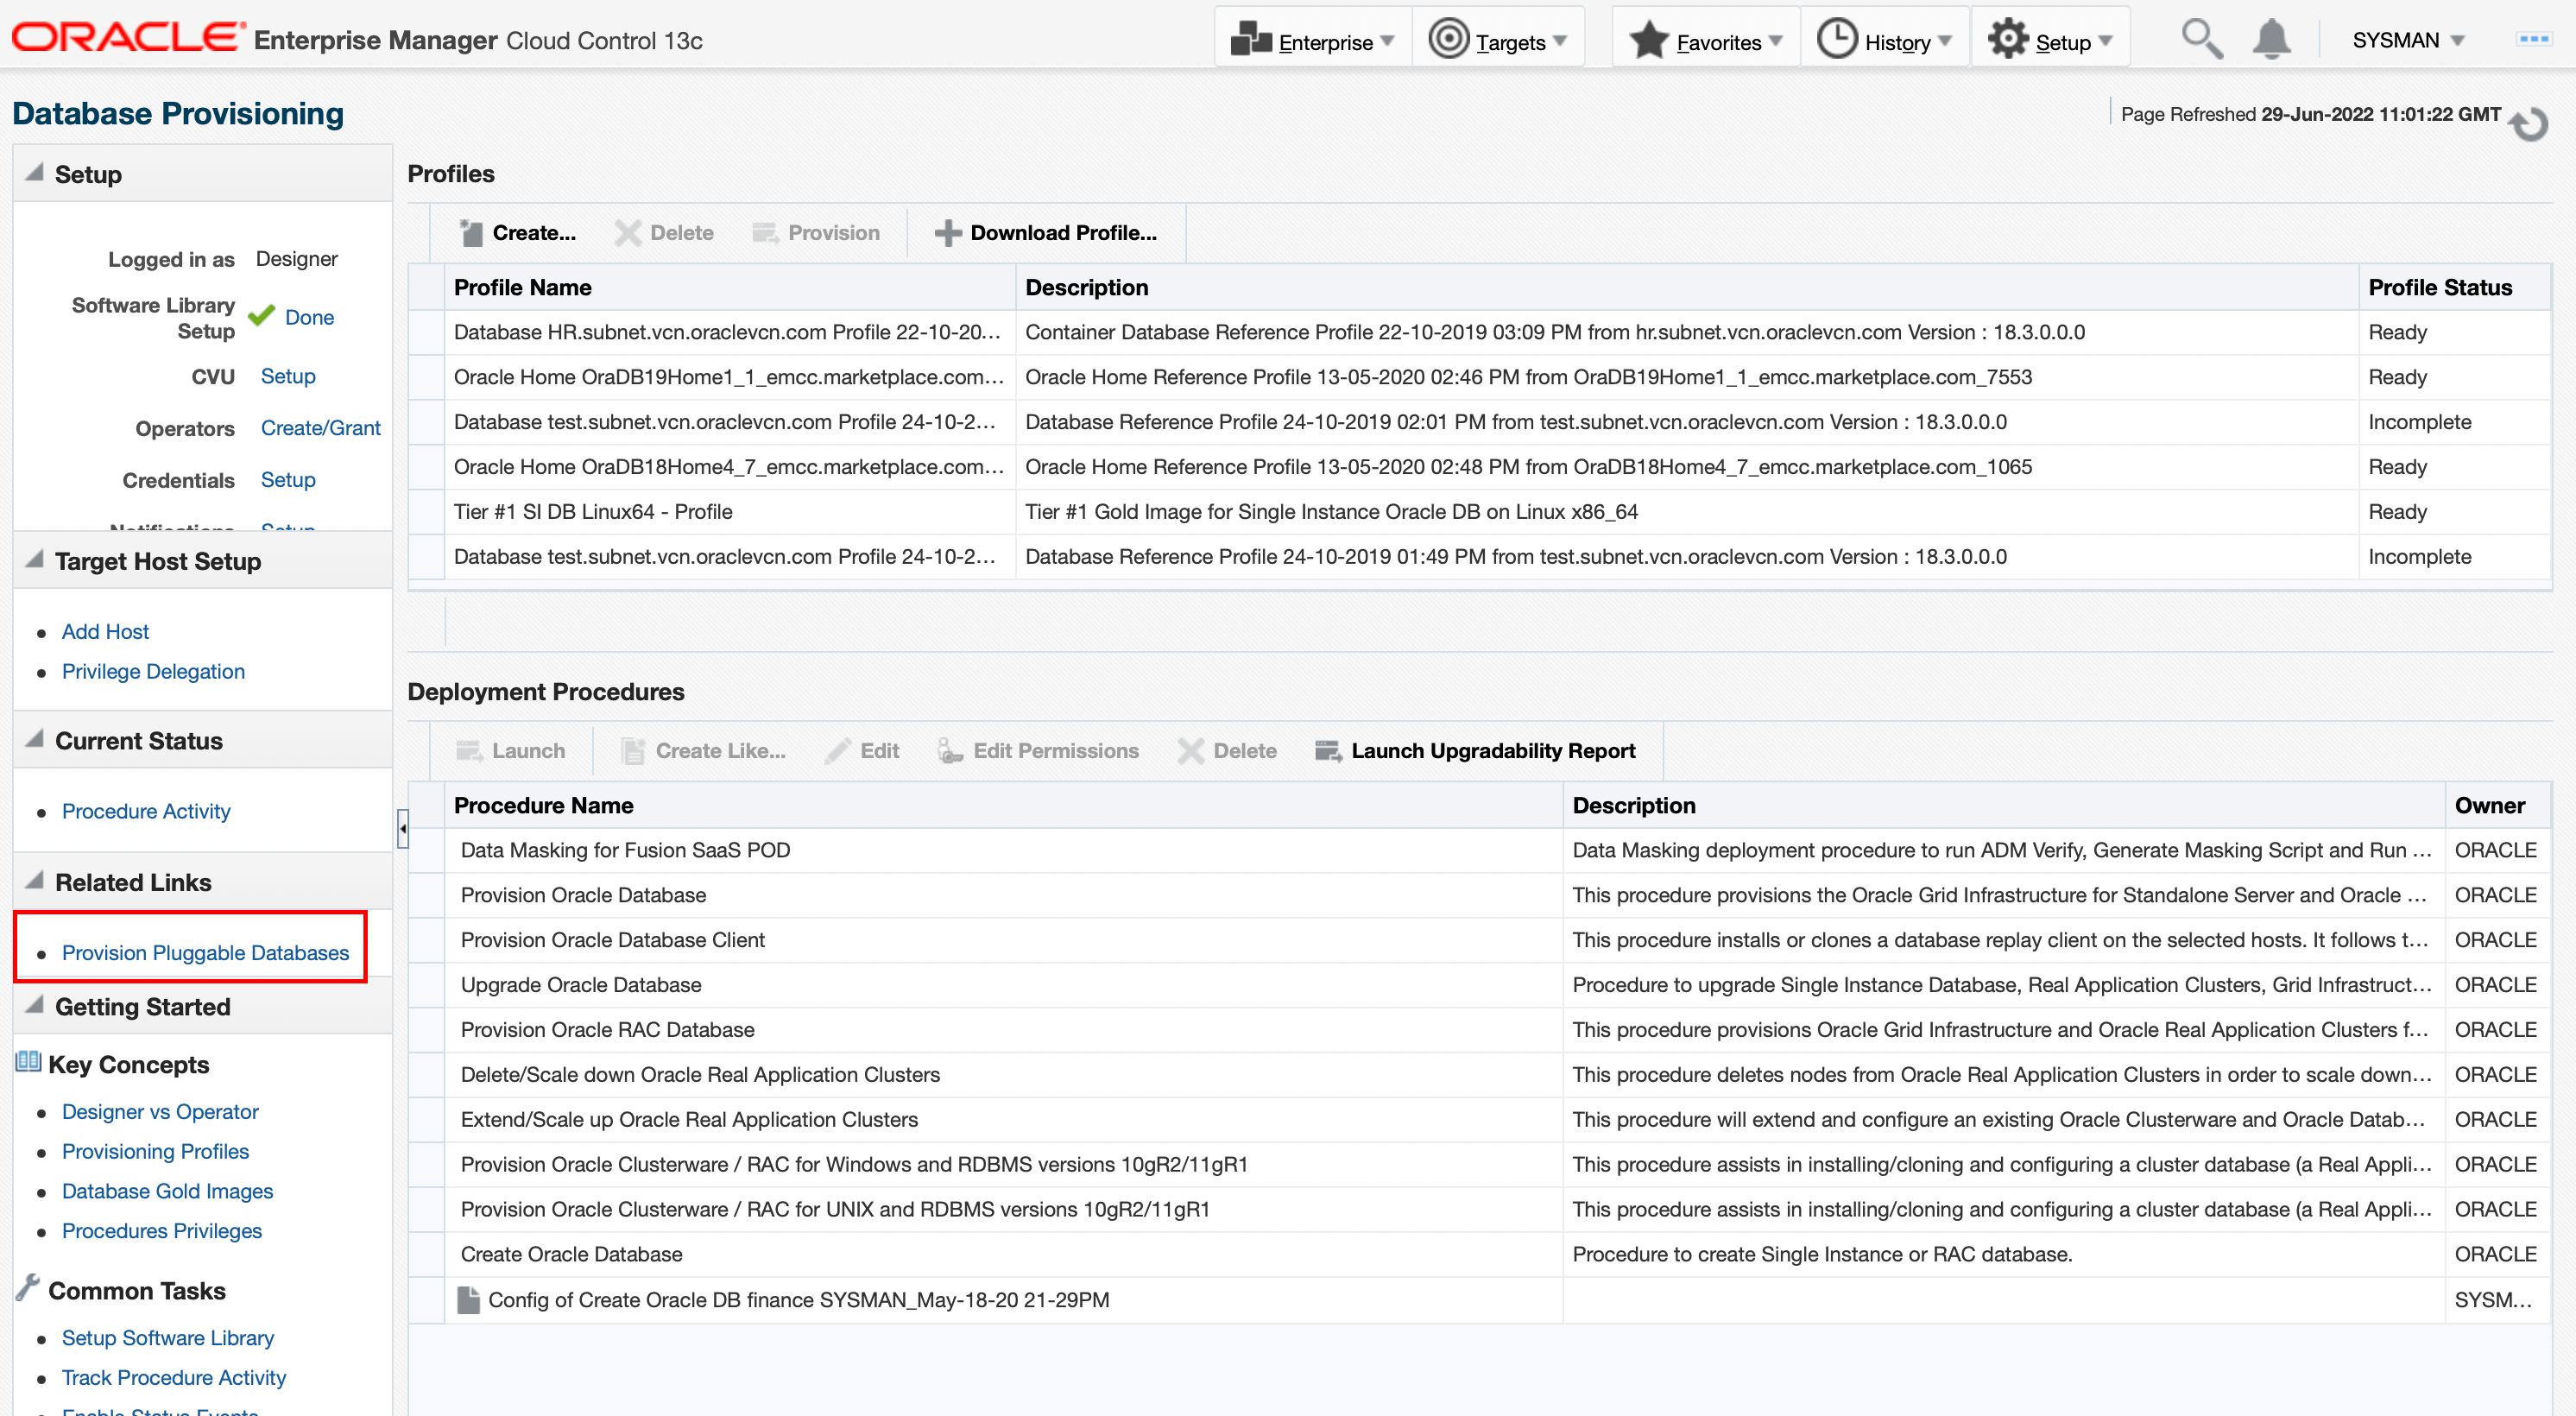 ORACLE Enterprise Manager Cloud Control 13c
Enterprise
Targets
Favorites
History
Setup
SYSMAN
Database Provisioning
Page Refreshed 29-Jun-2022 11:01:22 GMT
Setup
Logged in as Designer
Software Library Setup Done
CVU Setup
Operators Create/Grant
Credentials Setup
Notifications Setup
Target Host Setup
Add Host
Privilege Delegation
Current Status
Procedure Activity
Related Links
Provision Pluggable Databases
Getting Started
Key Concepts
Designer vs Operator
Provisioning Profiles
Database Gold Images
Procedures Privileges
Common Tasks
Setup Software Library
Track Procedure Activity
Enable Status Events
Profiles
Create... Delete Provision Download Profile...
Profile Name Description Profile Status
Database HR.subnet.vcn.oraclevcn.com Profile 22-10-20... Container Database Reference Profile 22-10-2019 03:09 PM from hr.subnet.vcn.oraclevcn.com Version : 18.3.0.0.0 Ready
Oracle Home OraDB19Home1_1_emcc.marketplace.com... Oracle Home Reference Profile 13-05-2020 02:46 PM from OraDB19Home1_1_emcc.marketplace.com_7553 Ready
Database test.subnet.vcn.oraclevcn.com Profile 24-10-2... Database Reference Profile 24-10-2019 02:01 PM from test.subnet.vcn.oraclevcn.com Version : 18.3.0.0.0 Incomplete
Oracle Home OraDB18Home4_7_emcc.marketplace.com... Oracle Home Reference Profile 13-05-2020 02:48 PM from OraDB18Home4_7_emcc.marketplace.com_1065 Ready
Tier #1 SI DB Linux64 - Profile Tier #1 Gold Image for Single Instance Oracle DB on Linux x86_64 Ready
Database test.subnet.vcn.oraclevcn.com Profile 24-10-2... Database Reference Profile 24-10-2019 01:49 PM from test.subnet.vcn.oraclevcn.com Version : 18.3.0.0.0 Incomplete
Deployment Procedures
Launch Create Like... Edit Edit Permissions Delete Launch Upgradability Report
Procedure Name Description Owner
Data Masking for Fusion SaaS POD Data Masking deployment procedure to run ADM Verify, Generate Masking Script and Run ... ORACLE
Provision Oracle Database This procedure provisions the Oracle Grid Infrastructure for Standalone Server and Oracle ... ORACLE
Provision Oracle Database Client This procedure installs or clones a database replay client on the selected hosts. It follows t... ORACLE
Upgrade Oracle Database Procedure to upgrade Single Instance Database, Real Application Clusters, Grid Infrastruct... ORACLE
Provision Oracle RAC Database This procedure provisions Oracle Grid Infrastructure and Oracle Real Application Clusters f... ORACLE
Delete/Scale down Oracle Real Application Clusters This procedure deletes nodes from Oracle Real Application Clusters in order to scale down... ORACLE
Extend/Scale up Oracle Real Application Clusters This procedure will extend and configure an existing Oracle Clusterware and Oracle Datab... ORACLE
Provision Oracle Clusterware / RAC for Windows and RDBMS versions 10gR2/11gR1 This procedure assists in installing/cloning and configuring a cluster database (a Real Appli... ORACLE
Provision Oracle Clusterware / RAC for UNIX and RDBMS versions 10gR2/11gR1 This procedure assists in installing/cloning and configuring a cluster database (a Real Appli... ORACLE
Create Oracle Database Procedure to create Single Instance or RAC database. ORACLE
Config of Create Oracle DB finance SYSMAN_May-18-20 21-29PM SYSM...